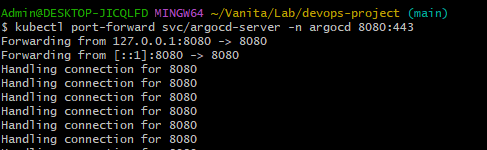 Admin@DESKTOP-JICQLFD MINGW64 ~/Vanita/Lab/devops-project (main)
$ kubectl port-forward svc/argocd-server -n argocd 8080:443
Forwarding from 127.0.0.1:8080 -> 8080
Forwarding from [::1]:8080 -> 8080
Handling connection for 8080
Handling connection for 8080
Handling connection for 8080
Handling connection for 8080
Handling connection for 8080
Handling connection for 8080
Handling connection for 8080